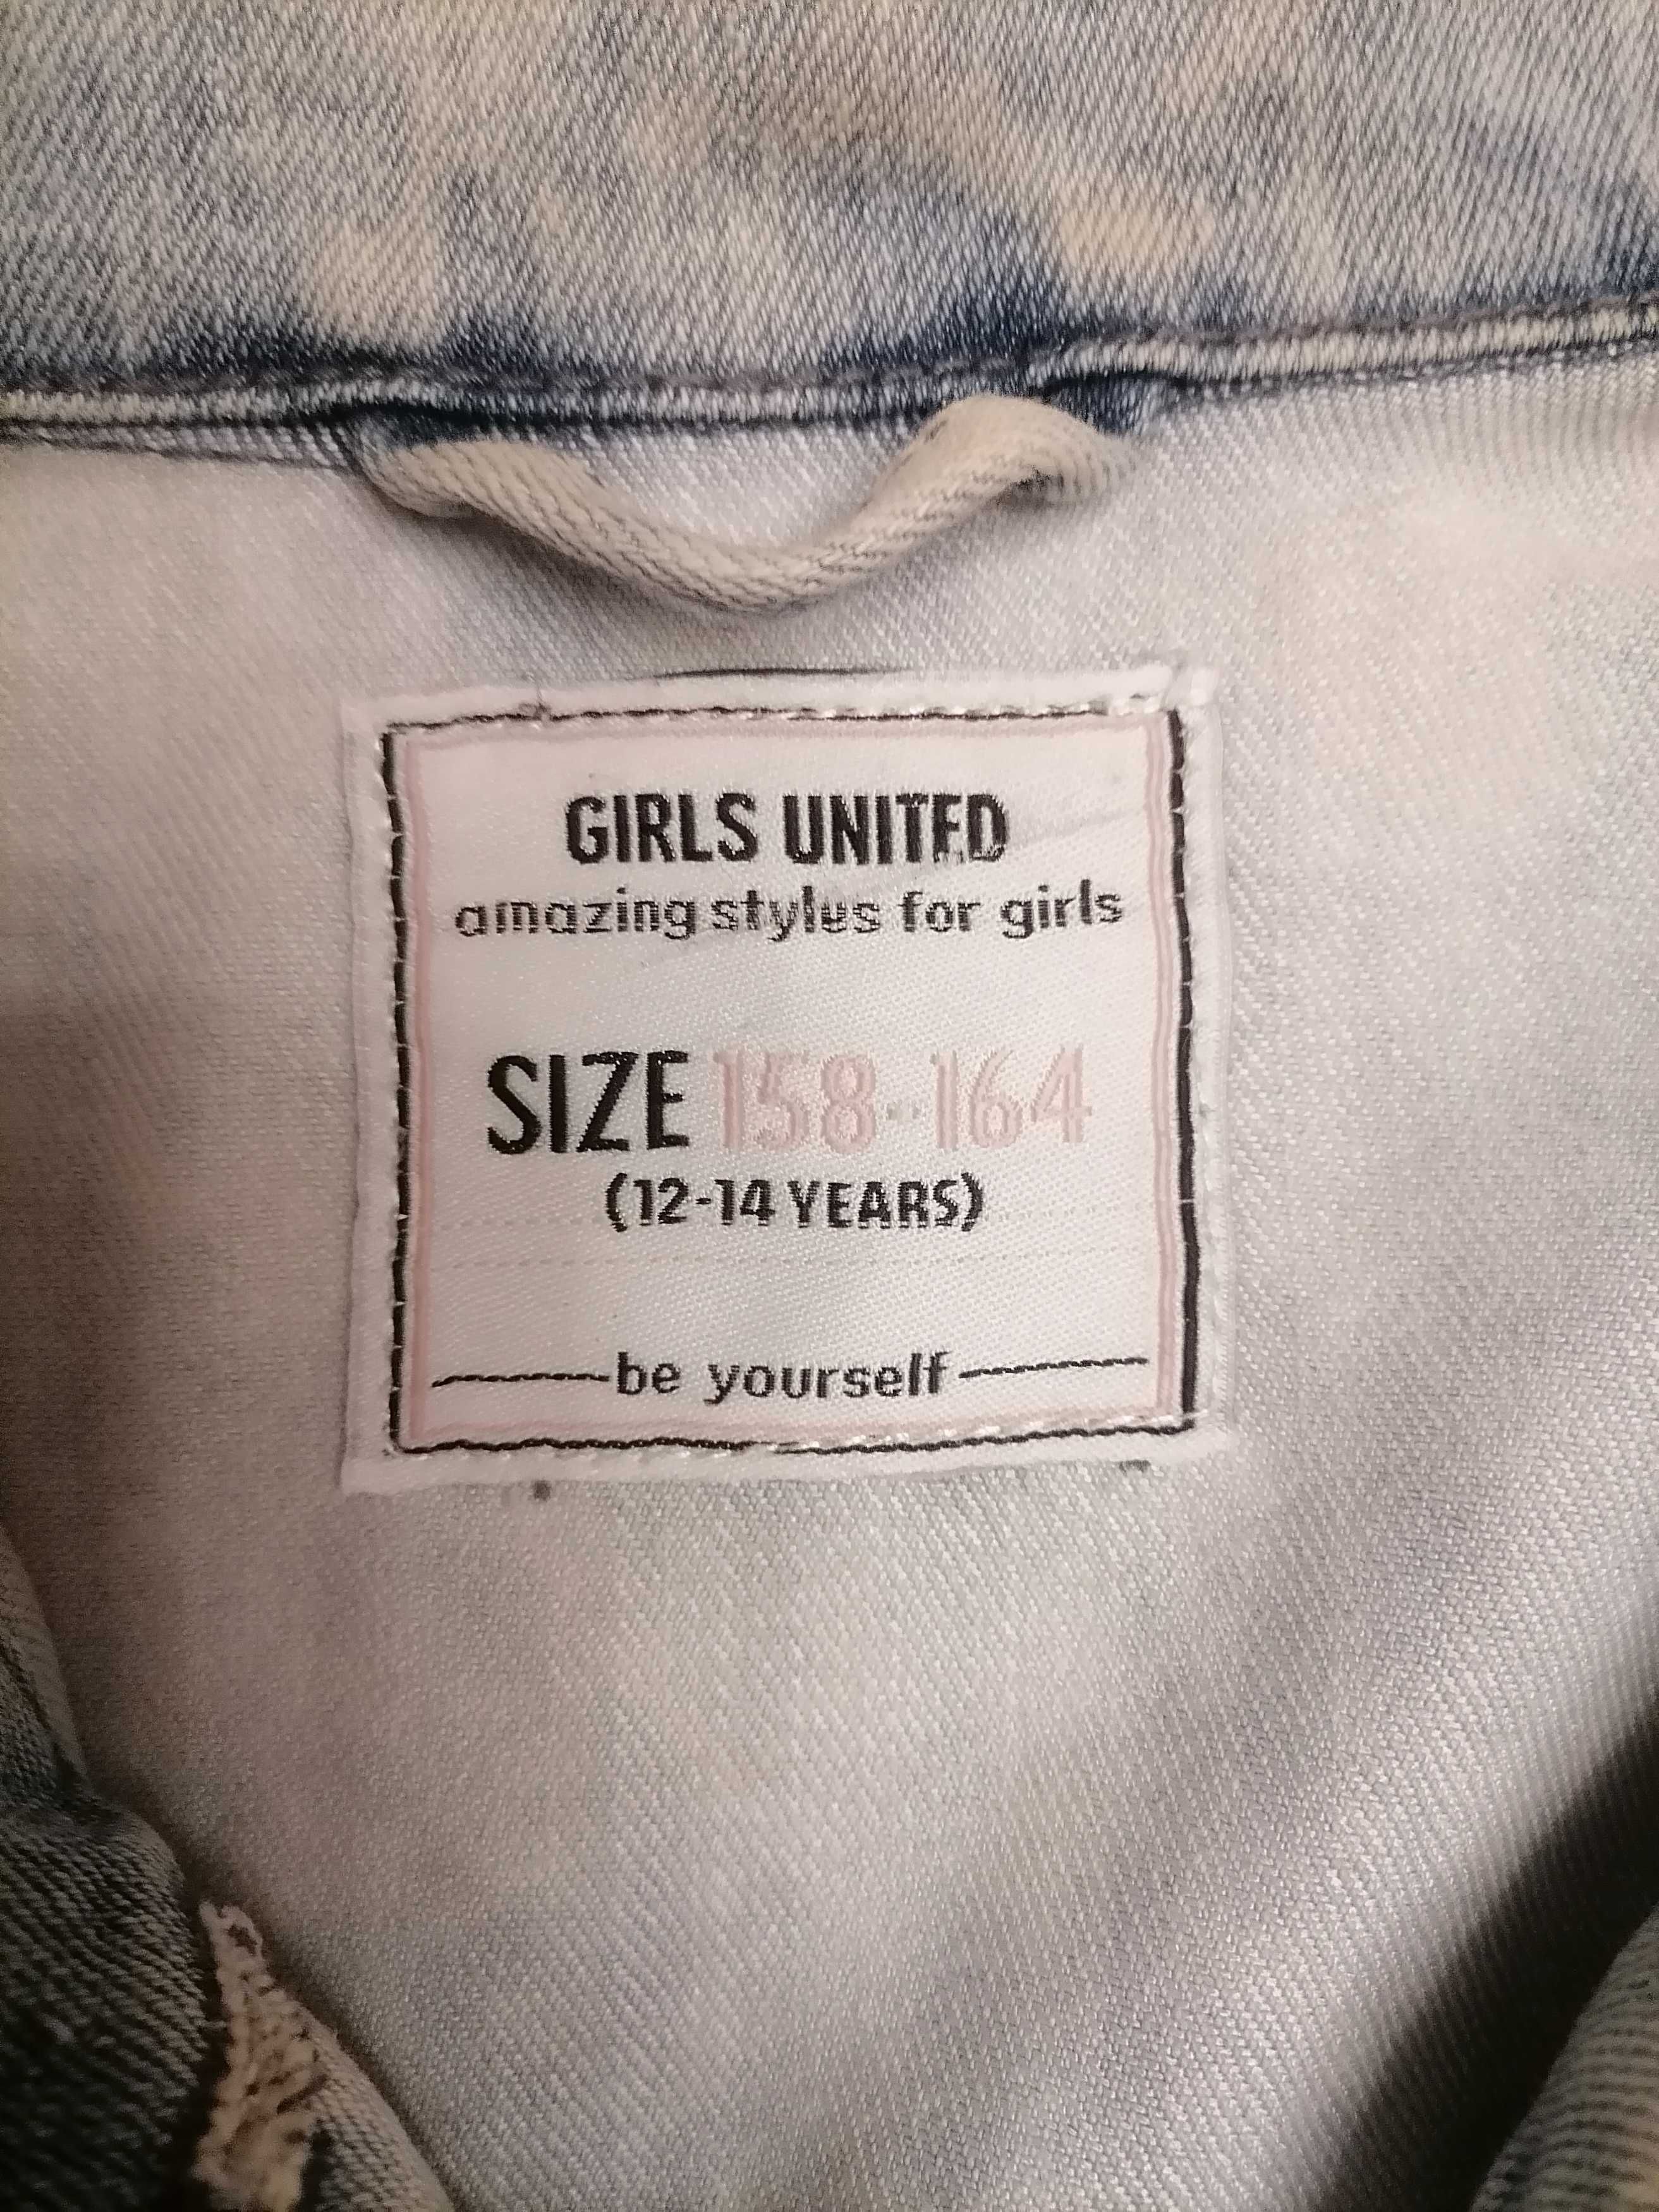 GIRLS UNITED
amazing styles for girls
SIZE 158-164
(12-14 YEARS)
be yourself